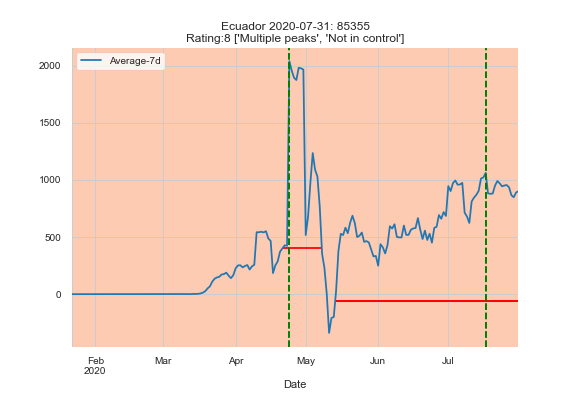 Ecuador 2020-07-31: 85355
Rating:8 ['Multiple peaks', 'Not in control']
Average-7d
2000
1500
1000
500
0
Feb Mar Apr May Jun Jul
2020
Date